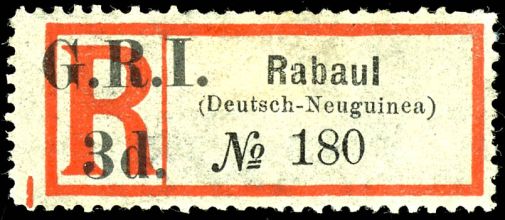 G.R.I.
R
3d.
Rabaul
(Deutsch-Neuguinea)
№ 180